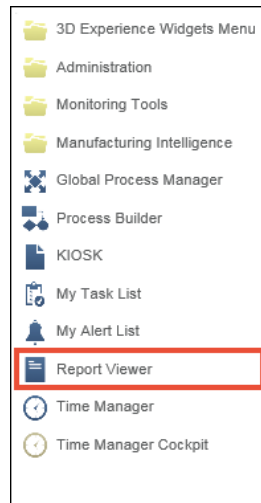 3D Experience Widgets Menu
Administration
Monitoring Tools
Manufacturing Intelligence
Global Process Manager
Process Builder
KIOSK
My Task List
My Alert List
Report Viewer
Time Manager
Time Manager Cockpit